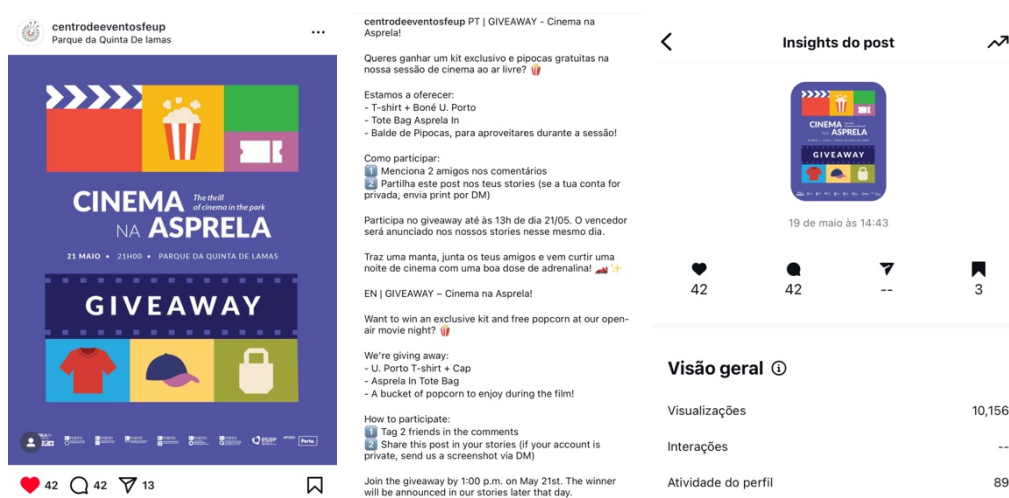 centrodeeventosfeup
Parque da Quinta De lamas
CINEMA The thrill
of cinema in the park
NA ASPRELA
21 MAIO • 21H00 • PARQUE DA QUINTA DE LAMAS
GIVEAWAY
esep
Porto.
42 42 13
centrodeeventosfeup PT | GIVEAWAY - Cinema na
Asprela!
Queres ganhar um kit exclusivo e pipocas gratuitas na
nossa sessão de cinema ao ar livre? 🍿
Estamos a oferecer:
- T-shirt + Boné U. Porto
- Tote Bag Asprela In
- Balde de Pipocas, para aproveitares durante a sessão!
Como participar:
1️⃣ Menciona 2 amigos nos comentários
2️⃣ Partilha este post nos teus stories (se a tua conta for
privada, envia print por DM)
Participa no giveaway até às 13h de dia 21/05. O vencedor
será anunciado nos nossos stories nesse mesmo dia.
Traz uma manta, junta os teus amigos e vem curtir uma
noite de cinema com uma boa dose de adrenalina! 🏎️✨
EN | GIVEAWAY – Cinema na Asprela!
Want to win an exclusive kit and free popcorn at our open-
air movie night? 🍿
We're giving away:
- U. Porto T-shirt + Cap
- Asprela In Tote Bag
- A bucket of popcorn to enjoy during the film!
How to participate:
1️⃣ Tag 2 friends in the comments
2️⃣ Share this post in your stories (if your account is
private, send us a screenshot via DM)
Join the giveaway by 1:00 p.m. on May 21st. The winner
will be announced in our stories later that day.
Insights do post
CINEMA
NA ASPRELA
GIVEAWAY
19 de maio às 14:43
42 42 -- 3
Visão geral
Visualizações 10,156
Interações --
Atividade do perfil 89